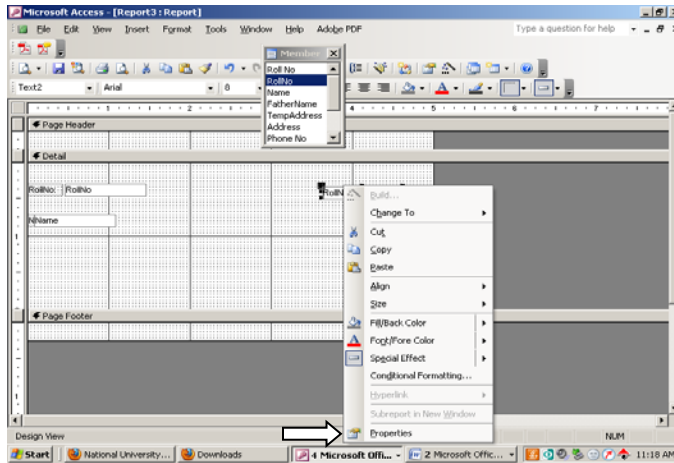 Microsoft Access - [Report3 : Report]
File Edit View Insert Format Tools Window Help Adobe PDF Type a question for help
Member
Text2 Arial 8
Roll No
RollNo
Name
FatherName
TempAddress
Address
Phone No
Page Header
Detail
RollNo: RollNo
NName
Page Footer
Build...
Change To
Cut
Copy
Paste
Align
Size
Fill/Back Color
Font/Fore Color
Special Effect
Conditional Formatting...
Hyperlink
Subreport in New Window
Properties
Design View NUM
Start National University... Downloads 4 Microsoft Offi... 2 Microsoft Offic... 11:18 AM